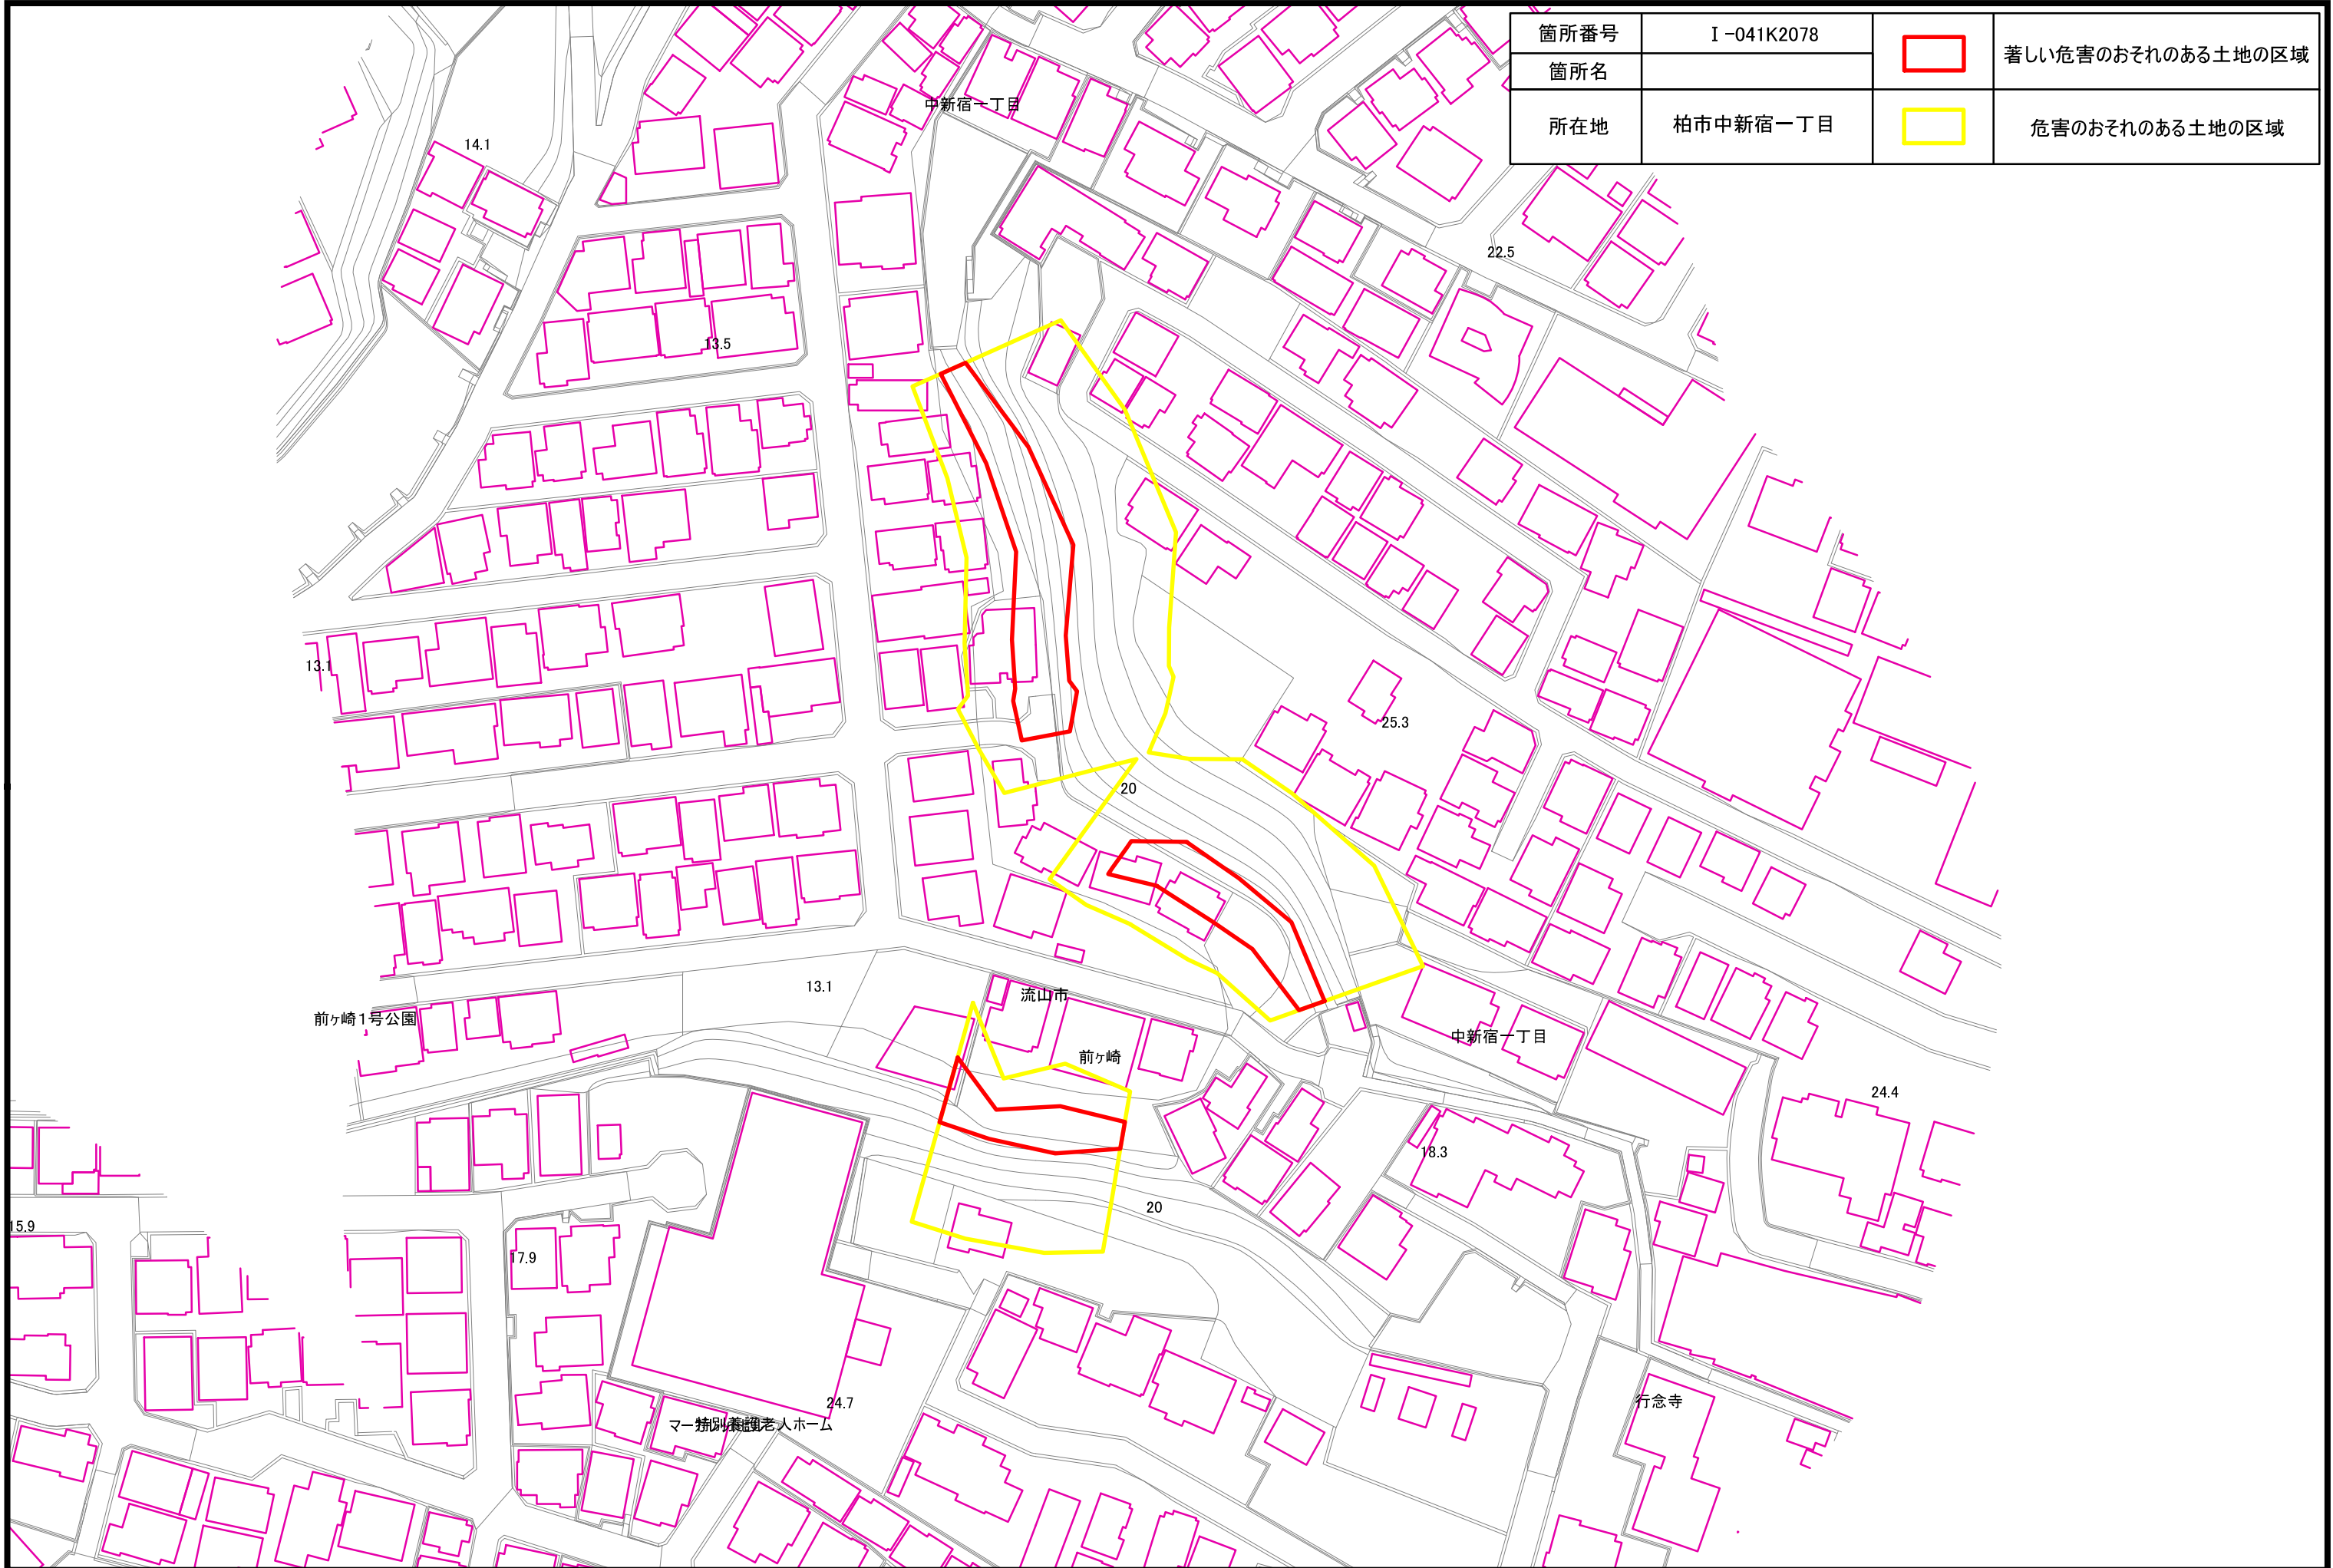 箇所番号
Ⅰ-041K2078
著しい危害のおそれのある土地の区域
箇所名
所在地
柏市中新宿一丁目
危害のおそれのある土地の区域
中新宿一丁目
14.1
22.5
13.5
13.1
25.3
20
13.1
流山市
前ヶ崎1号公園
中新宿一丁目
前ヶ崎
24.4
18.3
20
15.9
17.9
24.7
行念寺
特別養護老人ホーム